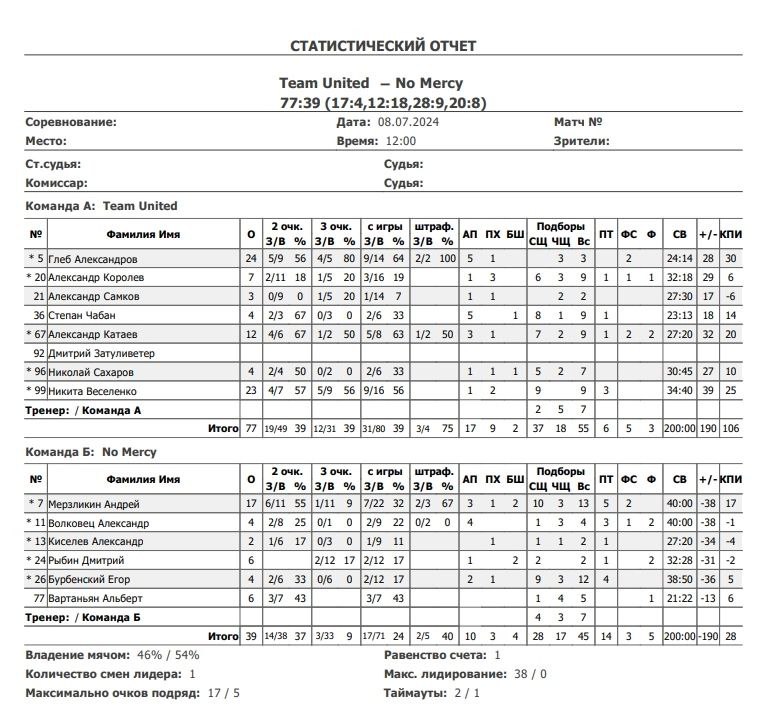 СТАТИСТИЧЕСКИЙ ОТЧЕТ
Team United – No Mercy
77:39 (17:4,12:18,28:9,20:8)
Соревнование: Дата: 08.07.2024 Матч №
Место: Время: 12:00 Зрители:
Ст.судья: Судья:
Комиссар: Судья:
Команда А: Team United
№ Фамилия Имя О 2 очк. 3 очк. с игры штраф. АП ПХ БШ Подборы ПТ ФС Ф СВ +/- КПИ
З/В % З/В % З/В % З/В % СЩ ЧЩ Вс
* 5 Глеб Александров 24 5/9 56 4/5 80 9/14 64 2/2 100 5 1 3 3 2 24:14 28 30
* 20 Александр Королев 7 2/11 18 1/5 20 3/16 19 1 3 6 3 9 1 1 1 32:18 29 6
21 Александр Самков 3 0/9 0 1/5 20 1/14 7 1 1 2 2 27:30 17 -6
36 Степан Чабан 4 2/3 67 0/3 0 2/6 33 5 1 8 1 9 1 23:13 18 14
* 67 Александр Катаев 12 4/6 67 1/2 50 5/8 63 1/2 50 3 1 7 2 9 1 2 2 27:20 32 20
92 Дмитрий Затуливетер
* 96 Николай Сахаров 4 2/4 50 0/2 0 2/6 33 1 1 1 5 2 7 30:45 27 10
* 99 Никита Веселенко 23 4/7 57 5/9 56 9/16 56 1 2 9 9 3 34:40 39 25
Тренер: / Команда А 2 5 7
Итого 77 19/49 39 12/31 39 31/80 39 3/4 75 17 9 2 37 18 55 6 5 3 200:00 190 106
Команда Б: No Mercy
№ Фамилия Имя О 2 очк. 3 очк. с игры штраф. АП ПХ БШ Подборы ПТ ФС Ф СВ +/- КПИ
З/В % З/В % З/В % З/В % СЩ ЧЩ Вс
* 7 Мерзликин Андрей 17 6/11 55 1/11 9 7/22 32 2/3 67 3 1 2 10 3 13 5 2 40:00 -38 17
* 11 Волковец Александр 4 2/8 25 0/1 0 2/9 22 0/2 0 4 1 3 4 3 1 2 40:00 -38 -1
* 13 Киселев Александр 2 1/6 17 0/3 0 1/9 11 1 1 1 2 1 27:20 -34 -4
* 24 Рыбин Дмитрий 6 2/12 17 2/12 17 1 2 2 2 1 2 32:28 -31 -2
* 26 Бурбенский Егор 4 2/6 33 0/6 0 2/12 17 2 1 9 3 12 4 38:50 -36 5
77 Вартаньян Альберт 6 3/7 43 3/7 43 1 4 5 1 21:22 -13 6
Тренер: / Команда Б 4 3 7
Итого 39 14/38 37 3/33 9 17/71 24 2/5 40 10 3 4 28 17 45 14 3 5 200:00 -190 28
Владение мячом: 46% / 54% Равенство счета: 1
Количество смен лидера: 1 Макс. лидирование: 38 / 0
Максимально очков подряд: 17 / 5 Таймауты: 2 / 1